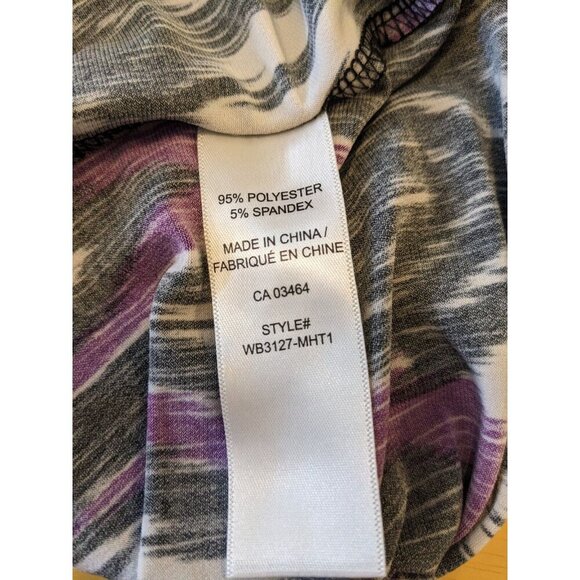 95% POLYESTER
5% SPANDEX
MADE IN CHINA /
FABRIQUÉ EN CHINE
CA 03464
STYLE#
WB3127-MHT1